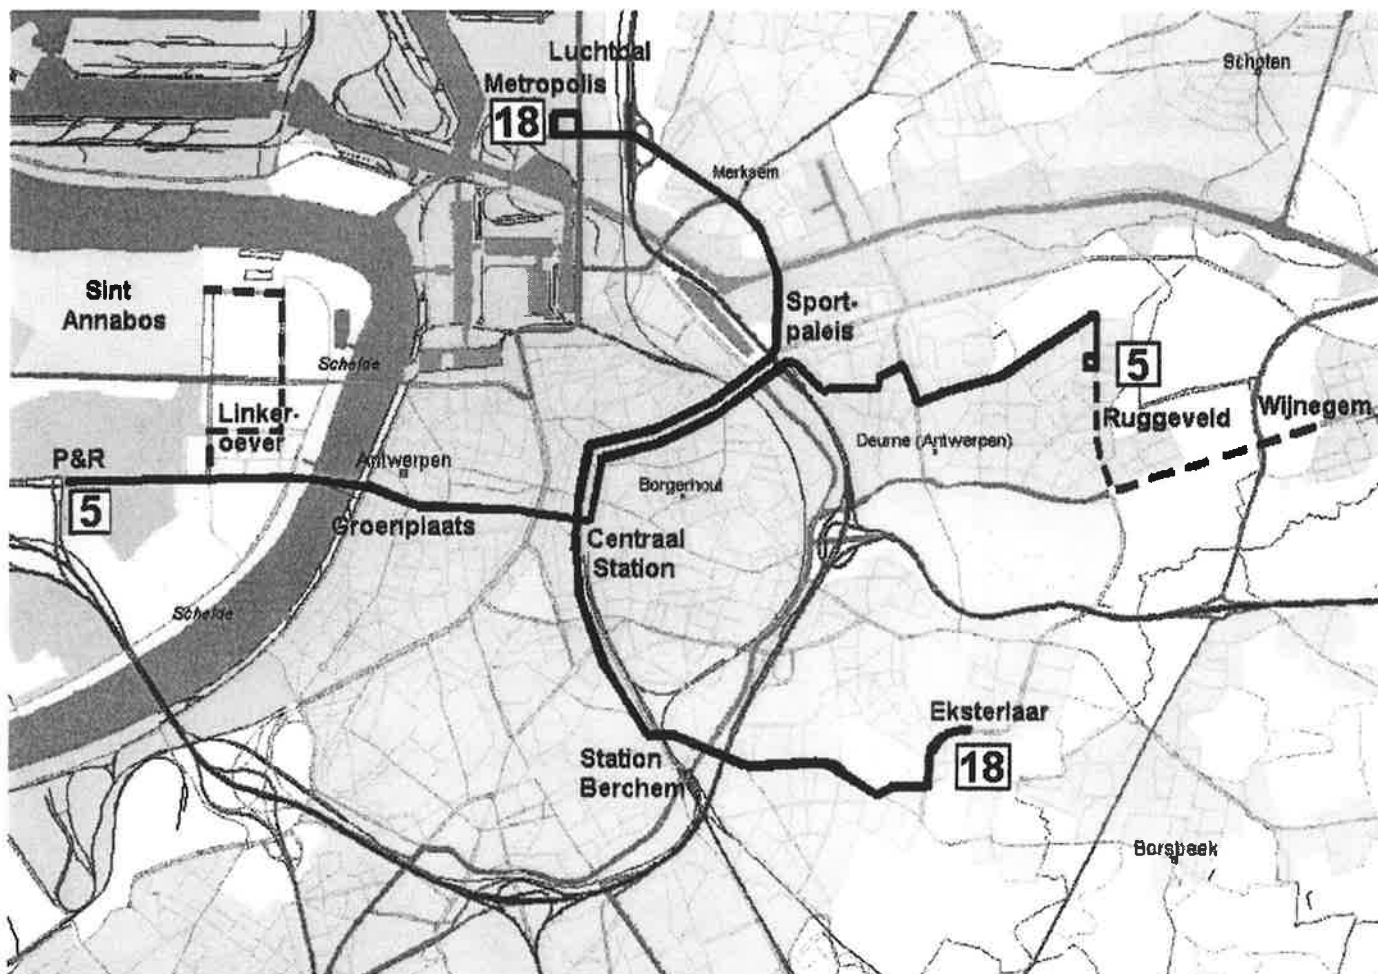 Luchtbal
Metropolis
18
Schoten
Merksem
Sint
Annabos
Sport-
paleis
Schelde
5
Linker-
oever
Ruggeveld
Wijnegem
P&R
Antwerpen
Deurne (Antwerpen)
5
Borgerhout
Groenplaats
Centraal
Station
Schelde
Eksterlaar
Station
Berchem
18
Borsbeek